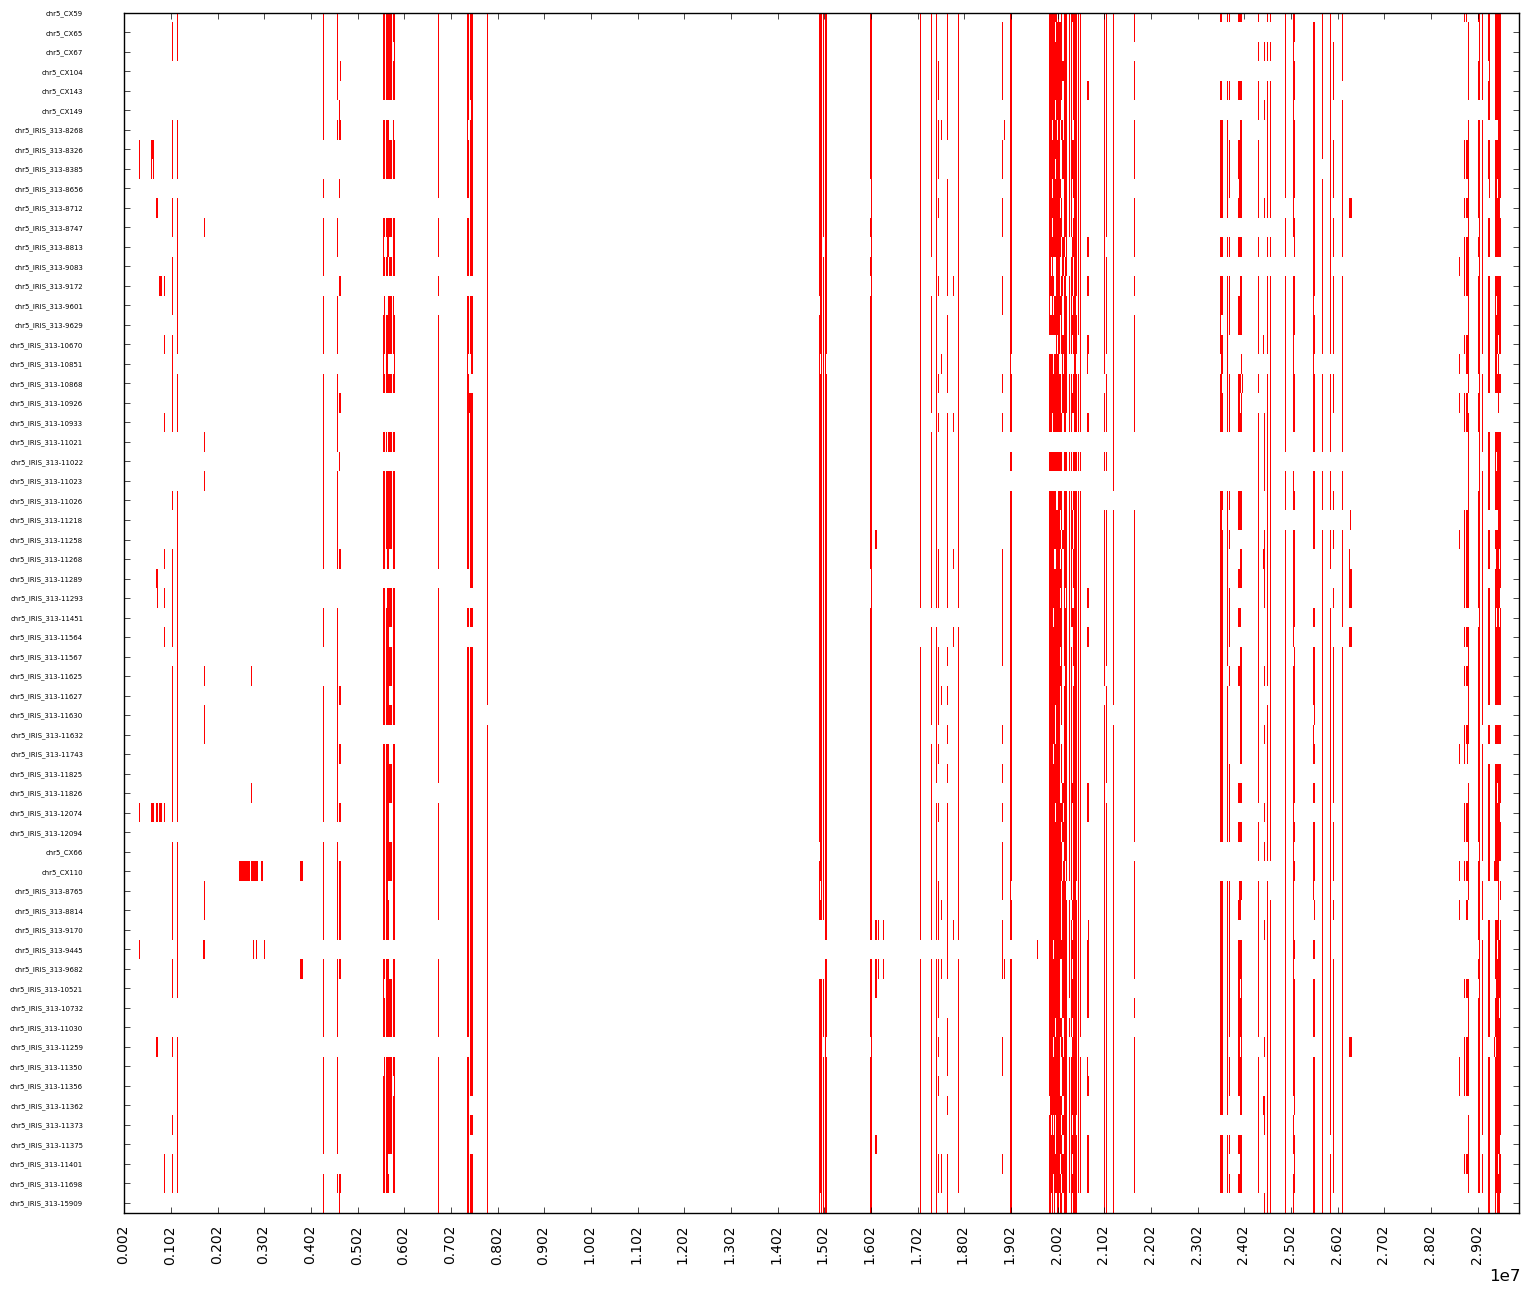 chr5_CX59
chr5_CX65
chr5_CX67
chr5_CX104
chr5_CX143
chr5_CX149
chr5_IRIS_313-8268
chr5_IRIS_313-8326
chr5_IRIS_313-8385
chr5_IRIS_313-8656
chr5_IRIS_313-8712
chr5_IRIS_313-8747
chr5_IRIS_313-8813
chr5_IRIS_313-9083
chr5_IRIS_313-9172
chr5_IRIS_313-9601
chr5_IRIS_313-9629
chr5_IRIS_313-10670
chr5_IRIS_313-10851
chr5_IRIS_313-10868
chr5_IRIS_313-10926
chr5_IRIS_313-10933
chr5_IRIS_313-11021
chr5_IRIS_313-11022
chr5_IRIS_313-11023
chr5_IRIS_313-11026
chr5_IRIS_313-11218
chr5_IRIS_313-11258
chr5_IRIS_313-11268
chr5_IRIS_313-11289
chr5_IRIS_313-11293
chr5_IRIS_313-11451
chr5_IRIS_313-11564
chr5_IRIS_313-11567
chr5_IRIS_313-11625
chr5_IRIS_313-11627
chr5_IRIS_313-11630
chr5_IRIS_313-11632
chr5_IRIS_313-11743
chr5_IRIS_313-11825
chr5_IRIS_313-11826
chr5_IRIS_313-12074
chr5_IRIS_313-12094
chr5_CX66
chr5_CX110
chr5_IRIS_313-8765
chr5_IRIS_313-8814
chr5_IRIS_313-9170
chr5_IRIS_313-9445
chr5_IRIS_313-9682
chr5_IRIS_313-10521
chr5_IRIS_313-10732
chr5_IRIS_313-11030
chr5_IRIS_313-11259
chr5_IRIS_313-11350
chr5_IRIS_313-11356
chr5_IRIS_313-11362
chr5_IRIS_313-11373
chr5_IRIS_313-11375
chr5_IRIS_313-11401
chr5_IRIS_313-11698
chr5_IRIS_313-15909
0.002
0.102
0.202
0.302
0.402
0.502
0.602
0.702
0.802
0.902
1.002
1.102
1.202
1.302
1.402
1.502
1.602
1.702
1.802
1.902
2.002
2.102
2.202
2.302
2.402
2.502
2.602
2.702
2.802
2.902
1e7